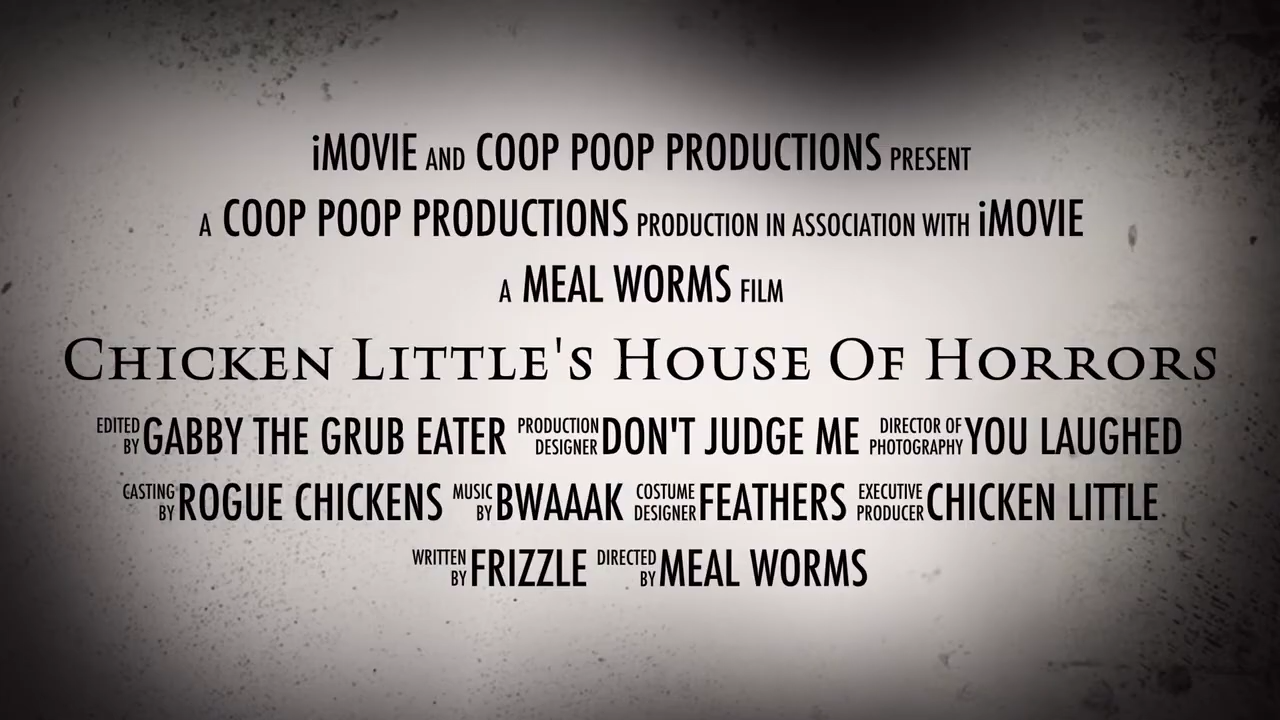 iMOVIE AND COOP POOP PRODUCTIONS PRESENT
A COOP POOP PRODUCTIONS PRODUCTION IN ASSOCIATION WITH iMOVIE
A MEAL WORMS FILM
CHICKEN LITTLE'S HOUSE OF HORRORS
EDITED BY GABBY THE GRUB EATER PRODUCTION DESIGNER DON'T JUDGE ME DIRECTOR OF PHOTOGRAPHY YOU LAUGHED
CASTING BY ROGUE CHICKENS MUSIC BY BWAAAK COSTUME DESIGNER FEATHERS EXECUTIVE PRODUCER CHICKEN LITTLE
WRITTEN BY FRIZZLE DIRECTED BY MEAL WORMS